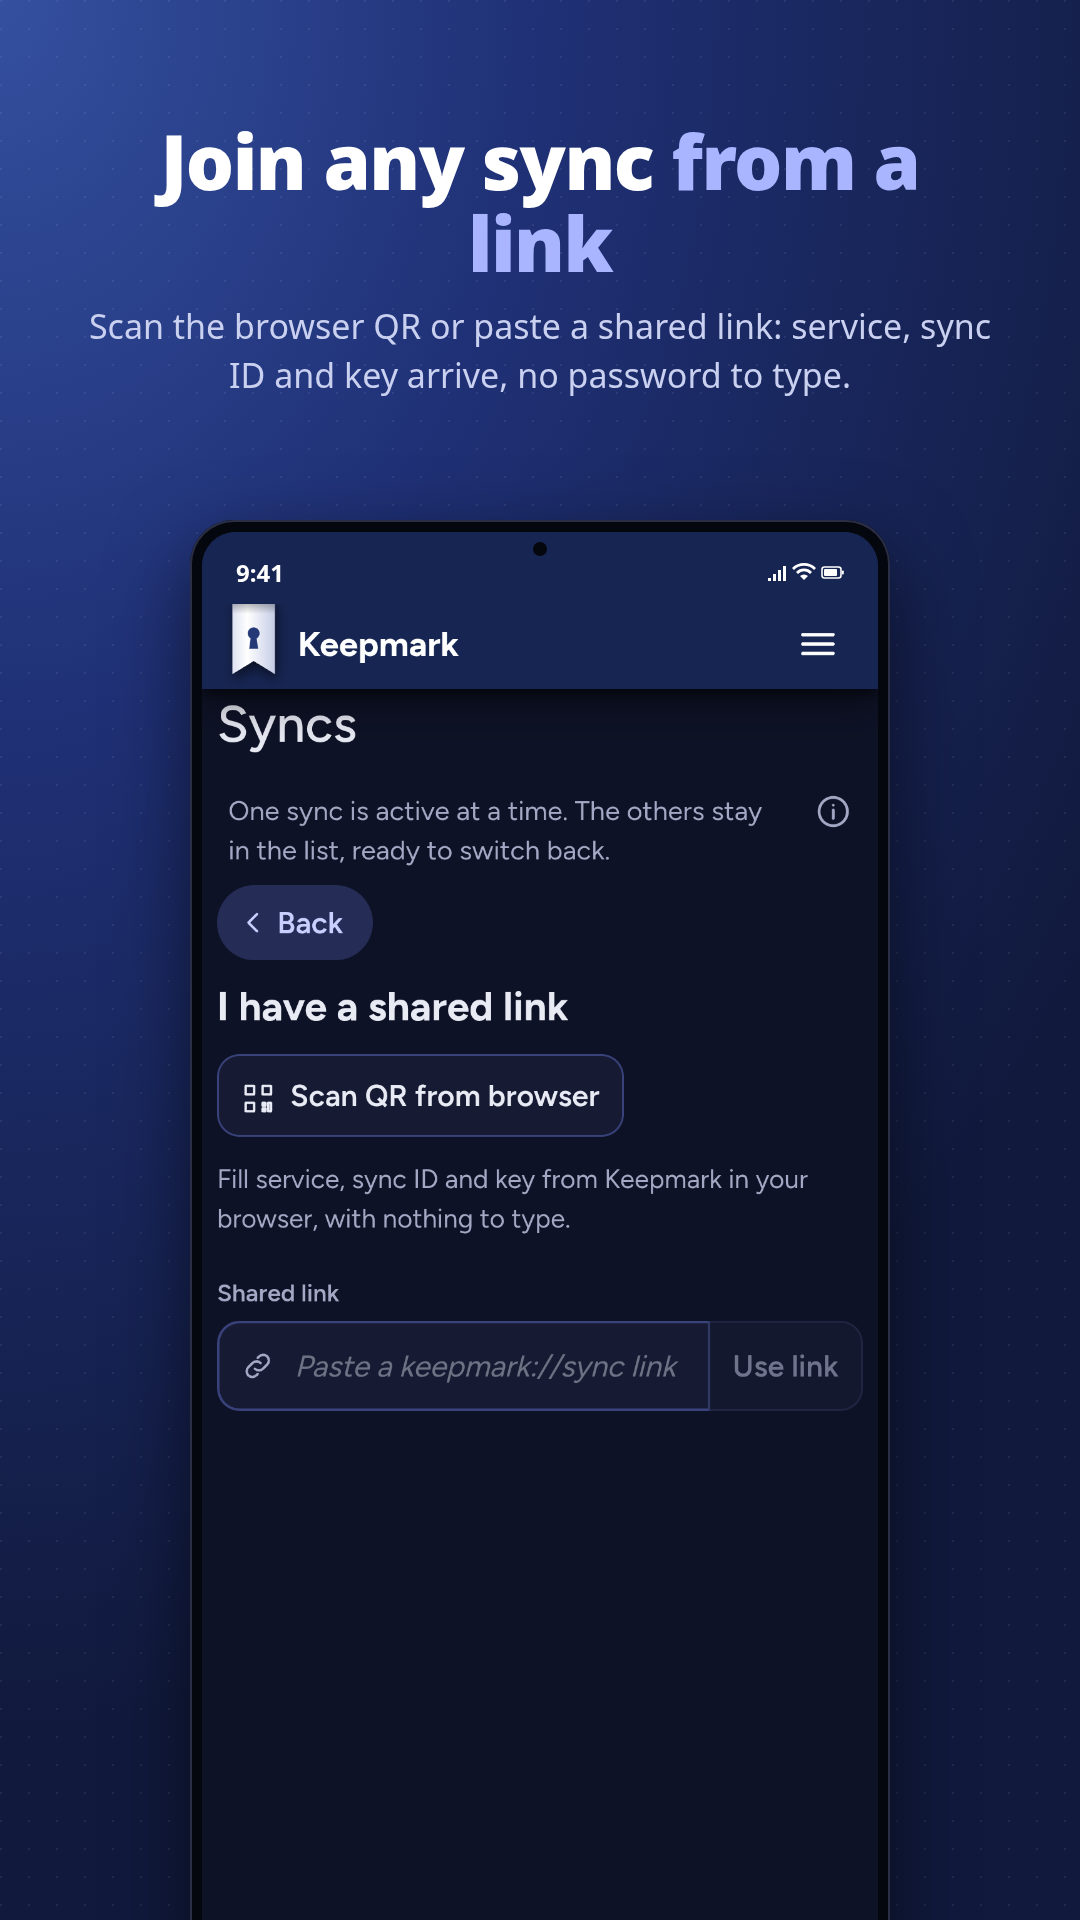 Join any sync from a
link
Scan the browser QR or paste a shared link: service, sync
ID and key arrive, no password to type.
9:41
Keepmark
Syncs
One sync is active at a time. The others stay
in the list, ready to switch back.
Back
I have a shared link
Scan QR from browser
Fill service, sync ID and key from Keepmark in your
browser, with nothing to type.
Shared link
Paste a keepmark://sync link
Use link